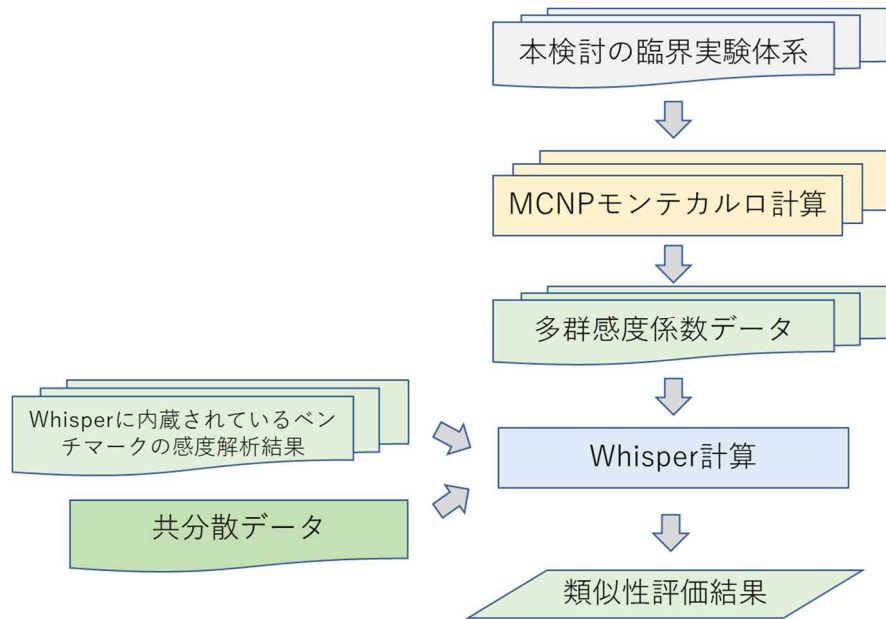 本検討の臨界実験体系
MCNPモンテカルロ計算
多群感度係数データ
Whisperに内蔵されているベン
チマークの感度解析結果
Whisper計算
共分散データ
類似性評価結果